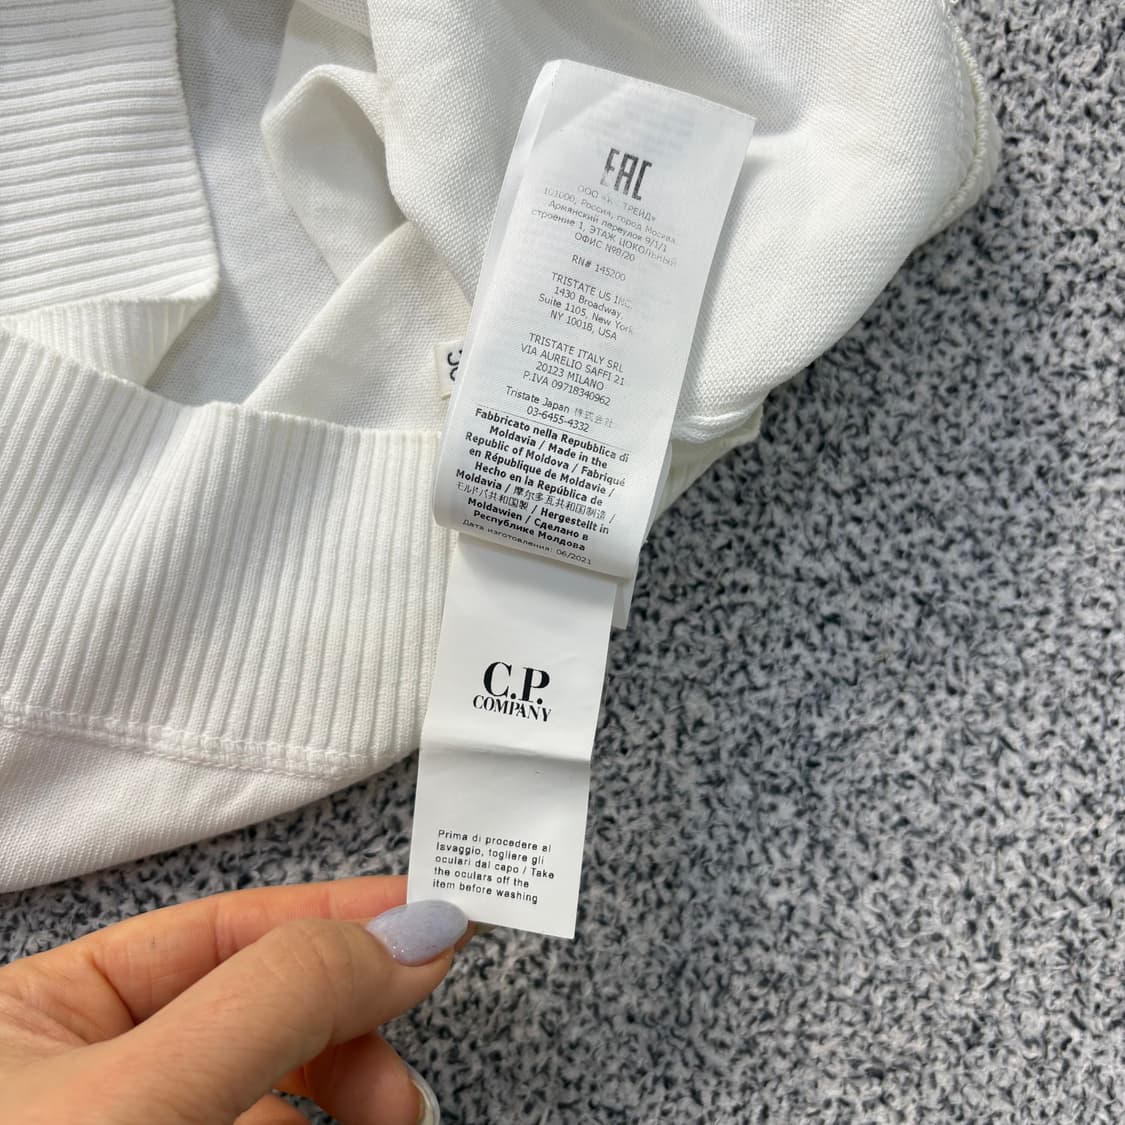 EAC
ООО
ТРЕЙД»
101000, Россия, город Москва,
Армянский переулок 9/1/1
строение 1, ЭТАЖ ЦОКОЛЬНЫЙ
ОФИС №8/20
RN# 145200
TRISTATE US INC.
1430 Broadway,
Suite 1105, New York
NY 10018, USA
TRISTATE ITALY SRL
VIA AURELIO SAFFI 21
20123 MILANO
P.IVA 09718340962
Tristate Japan 株式会社
03-6455-4332
Fabbricato nella Repubblica di
Moldavia / Made in the
Republic of Moldova / Fabriqué
en République de Moldavie /
Hecho en la República de
Moldavia / 摩尔多瓦共和国制造 /
モルドバ共和国製 / Hergestellt in
Moldawien / Сделано в
Республике Молдова
Дата изготовления: 06/2021
C.P.
COMPANY
Prima di procedere al
lavaggio, togliere gli
oculari dal capo / Take
the oculars off the
item before washing